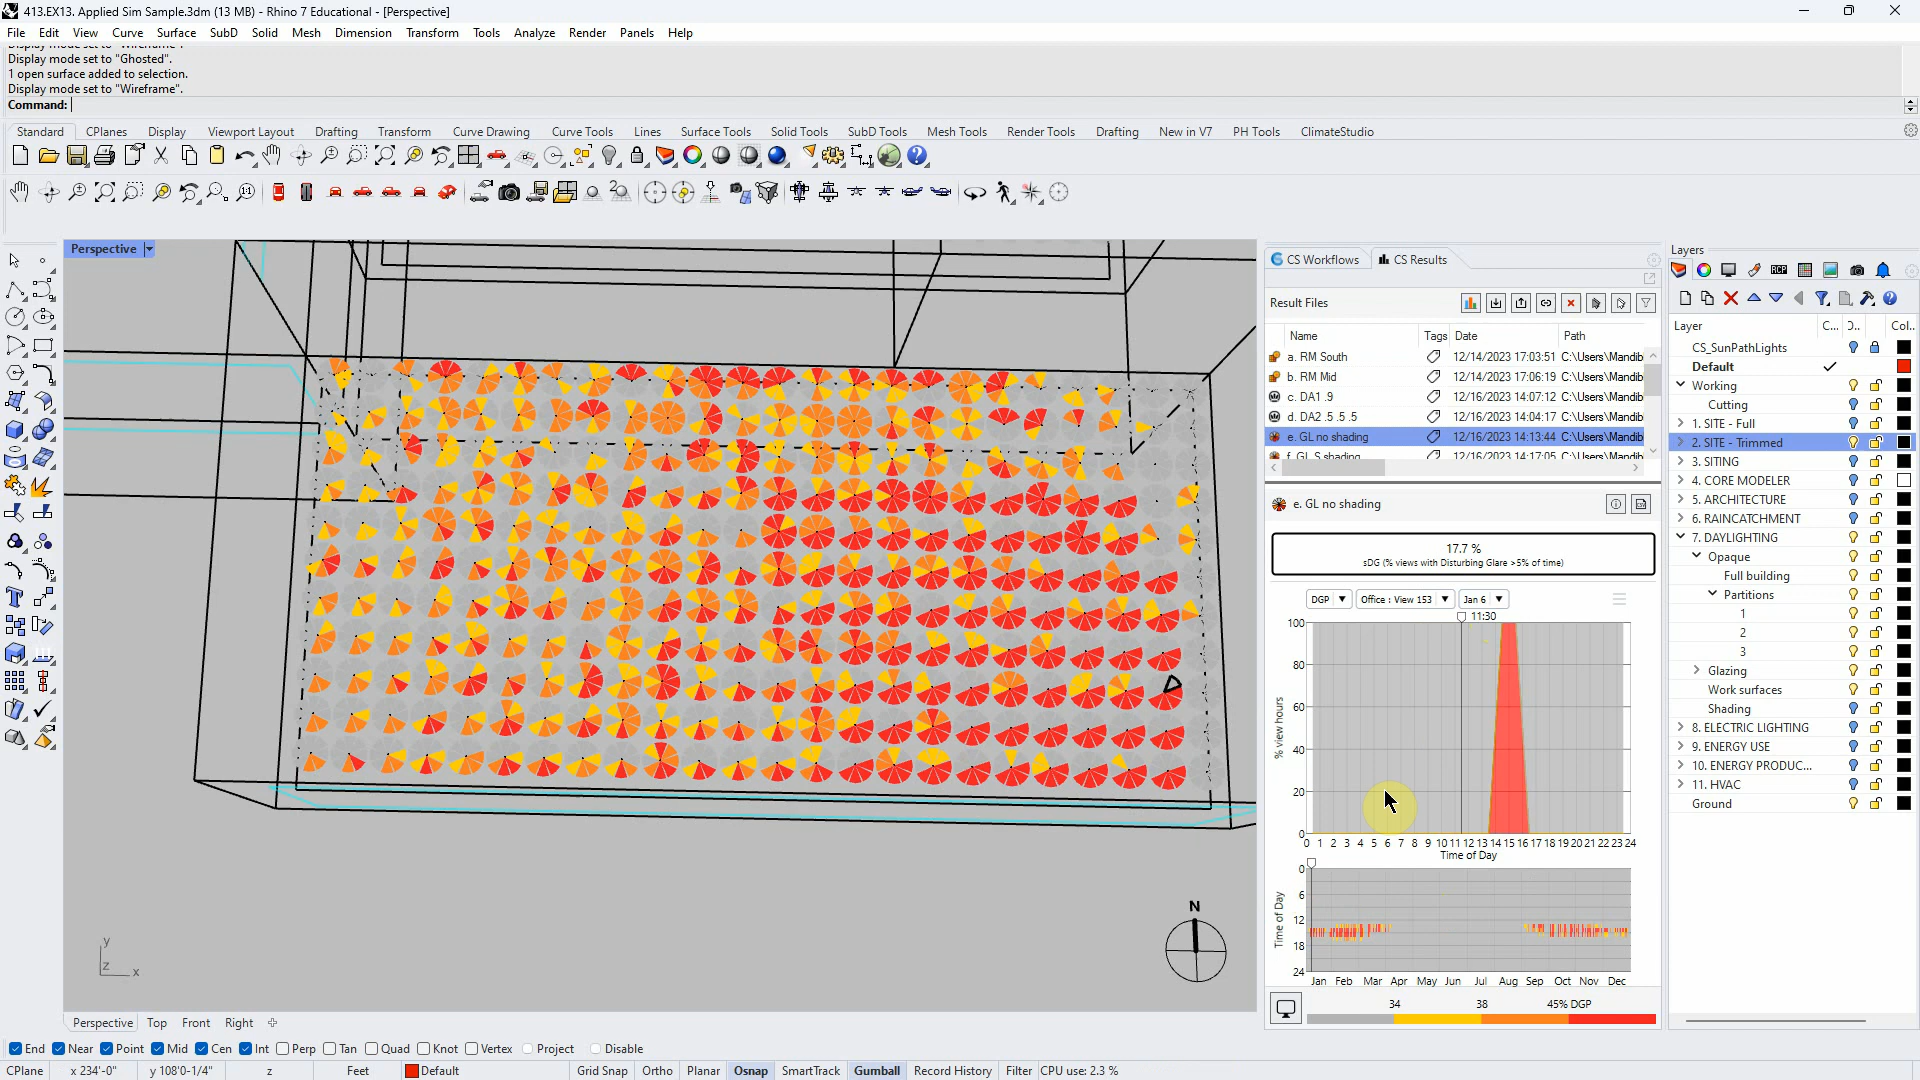 413.EX13. Applied Sim Sample.3dm (13 MB) - Rhino 7 Educational - [Perspective]
File Edit View Curve Surface SubD Solid Mesh Dimension Transform Tools Analyze Render Panels Help
Display mode set to "Wireframe".
Display mode set to "Ghosted".
1 open surface added to selection.
Display mode set to "Wireframe".
Command:
Standard CPlanes Display Viewport Layout Drafting Transform Curve Drawing Curve Tools Lines Surface Tools Solid Tools SubD Tools Mesh Tools Render Tools Drafting New in V7 PH Tools ClimateStudio
Perspective
CS Workflows CS Results
Result Files
Name Tags Date Path
a. RM South 12/14/2023 17:03:51 C:\Users\Mandib
b. RM Mid 12/14/2023 17:06:19 C:\Users\Mandib
c. DA1 .9 12/16/2023 14:07:12 C:\Users\Mandib
d. DA2 .5 .5 .5 12/16/2023 14:04:17 C:\Users\Mandib
e. GL no shading 12/16/2023 14:13:44 C:\Users\Mandib
f. GL S shading 12/16/2023 14:17:05 C:\Users\Mandib
e. GL no shading
17.7 %
sDG (% views with Disturbing Glare >5% of time)
DGP Office : View 153 Jan 6
11:30
100
80
60
40
20
0
% view hours
0 1 2 3 4 5 6 7 8 9 10 11 12 13 14 15 16 17 18 19 20 21 22 23 24
Time of Day
0
6
12
18
24
Time of Day
Jan Feb Mar Apr May Jun Jul Aug Sep Oct Nov Dec
34 38 45% DGP
Layers
Layer C... Col...
CS_SunPathLights
Default
Working
Cutting
1. SITE - Full
2. SITE - Trimmed
3. SITING
4. CORE MODELER
5. ARCHITECTURE
6. RAINCATCHMENT
7. DAYLIGHTING
Opaque
Full building
Partitions
1
2
3
Glazing
Work surfaces
Shading
8. ELECTRIC LIGHTING
9. ENERGY USE
10. ENERGY PRODUC...
11. HVAC
Ground
N
y
z x
Perspective Top Front Right
End Near Point Mid Cen Int Perp Tan Quad Knot Vertex Project Disable
CPlane x 234'-0" y 108'0-1/4" z Feet Default Grid Snap Ortho Planar Osnap SmartTrack Gumball Record History Filter CPU use: 2.3 %